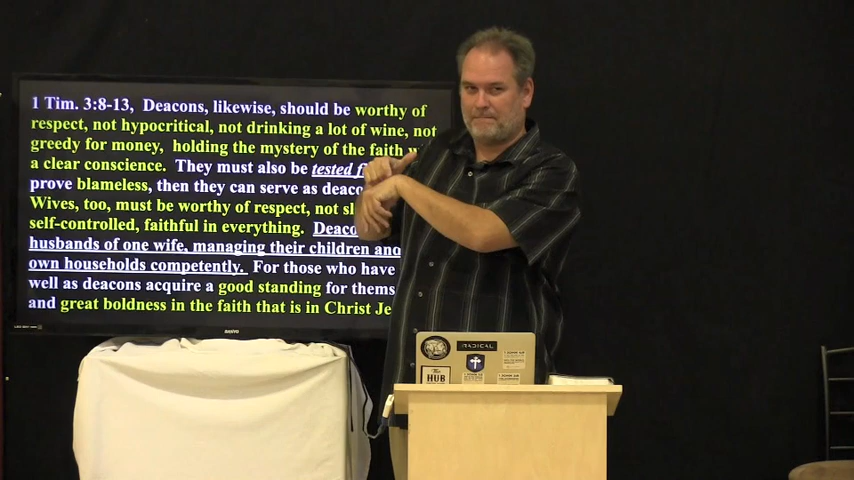 1 Tim. 3:8-13, Deacons, likewise, should be worthy of
respect, not hypocritical, not drinking a lot of wine, not
greedy for money, holding the mystery of the faith
a clear conscience. They must also be tested
prove blameless, then they can serve as
Wives, too, must be worthy of respect, not
self-controlled, faithful in everything.
husbands of one wife, managing their children and
own households competently. For those who have
well as deacons acquire a good standing for
and great boldness in the faith that is in Christ
SANYO
RADICAL
The
HUB